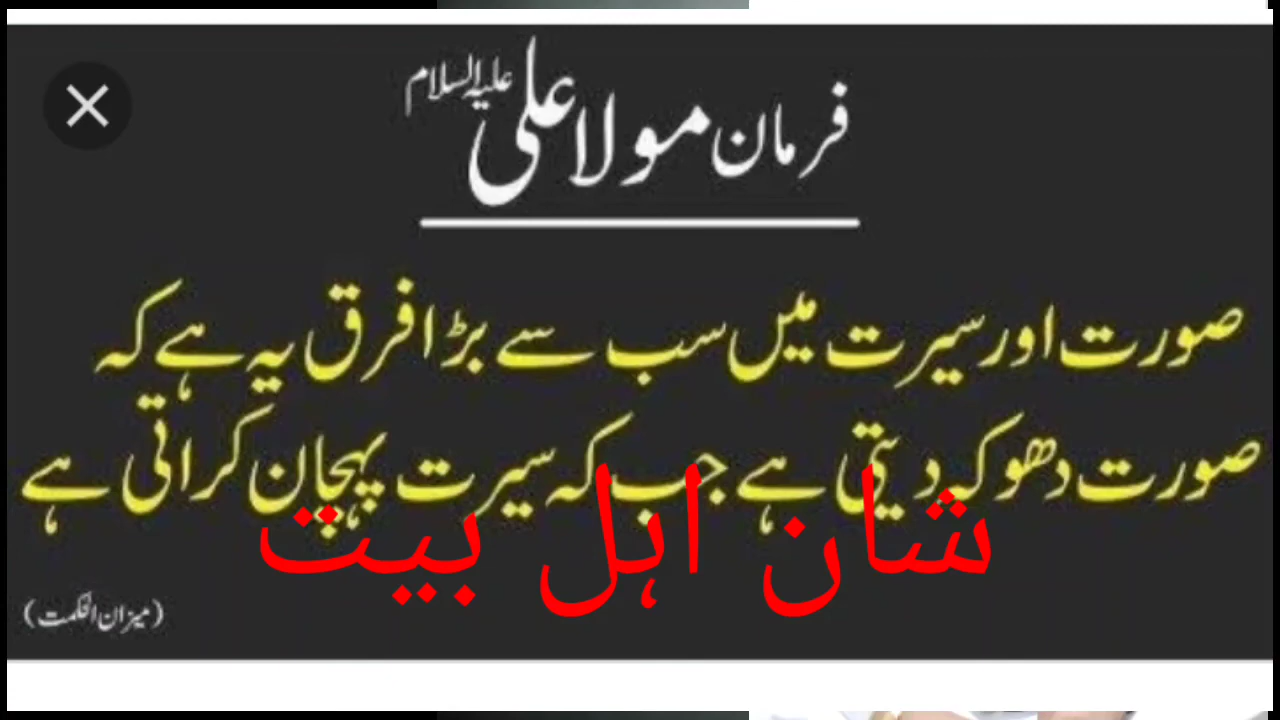 فرمان مولا علی علیہ السلام
صورت اور سیرت میں سب سے بڑا فرق یہ ہے کہ
صورت دھوکہ دیتی ہے جب کہ سیرت پہچان کراتی ہے
شان اہل بیت
(میزان الحکمت)